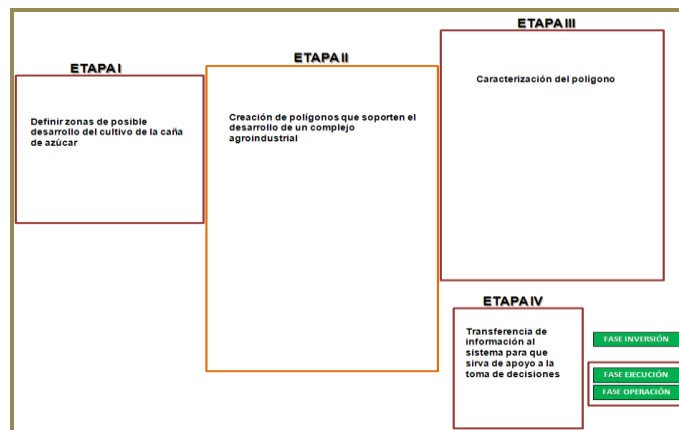 ETAPA I
Definir zonas de posible
desarrollo del cultivo de la caña
de azúcar
ETAPA II
Creación de polígonos que soporten el
desarrollo de un complejo
agroindustrial
ETAPA III
Caracterización del polígono
ETAPA IV
Transferencia de
información al
sistema para que
sirva de apoyo a la
toma de decisiones
FASE INVERSIÓN
FASE EJECUCIÓN
FASE OPERACIÓN